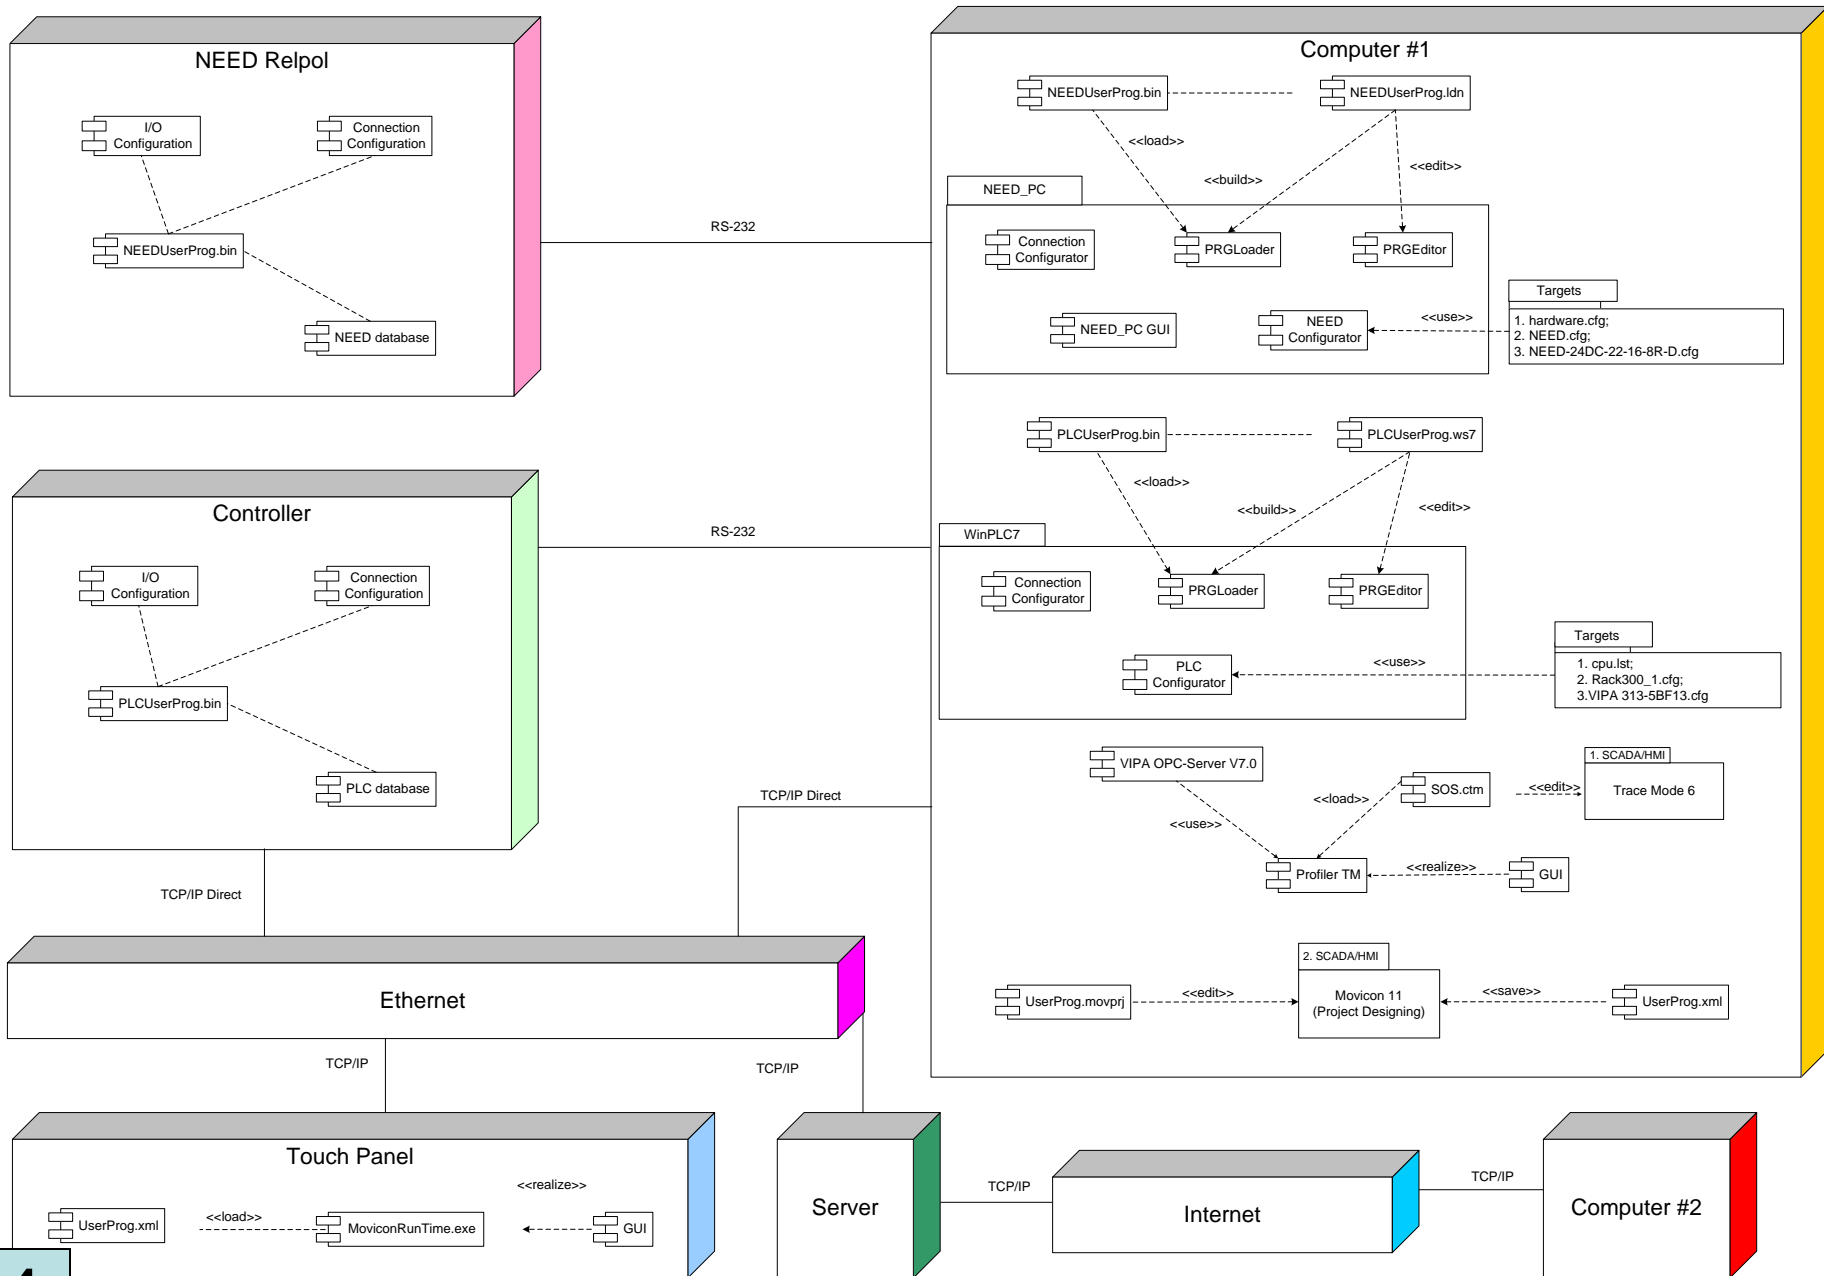 NEED Relpol
I/O
Configuration
Connection
Configuration
NEEDUserProg.bin
NEED database
RS-232
Computer #1
NEEDUserProg.bin
NEEDUserProg.ldn
<<load>>
<<build>>
<<edit>>
NEED_PC
Connection
Configurator
PRGLoader
PRGEditor
NEED_PC GUI
NEED
Configurator
<<use>>
Targets
1. hardware.cfg;
2. NEED.cfg;
3. NEED-24DC-22-16-8R-D.cfg
PLCUserProg.bin
PLCUserProg.ws7
<<load>>
<<build>>
<<edit>>
WinPLC7
Connection
Configurator
PRGLoader
PRGEditor
PLC
Configurator
<<use>>
Targets
1. cpu.lst;
2. Rack300_1.cfg;
3.VIPA 313-5BF13.cfg
VIPA OPC-Server V7.0
<<use>>
<<load>>
SOS.ctm
<<edit>>
1. SCADA/HMI
Trace Mode 6
Profiler TM
<<realize>>
GUI
UserProg.movprj
<<edit>>
2. SCADA/HMI
Movicon 11
(Project Designing)
<<save>>
UserProg.xml
Controller
I/O
Configuration
Connection
Configuration
PLCUserProg.bin
PLC database
RS-232
TCP/IP Direct
TCP/IP Direct
Ethernet
TCP/IP
TCP/IP
Touch Panel
UserProg.xml
<<load>>
MoviconRunTime.exe
<<realize>>
GUI
Server
TCP/IP
Internet
TCP/IP
Computer #2